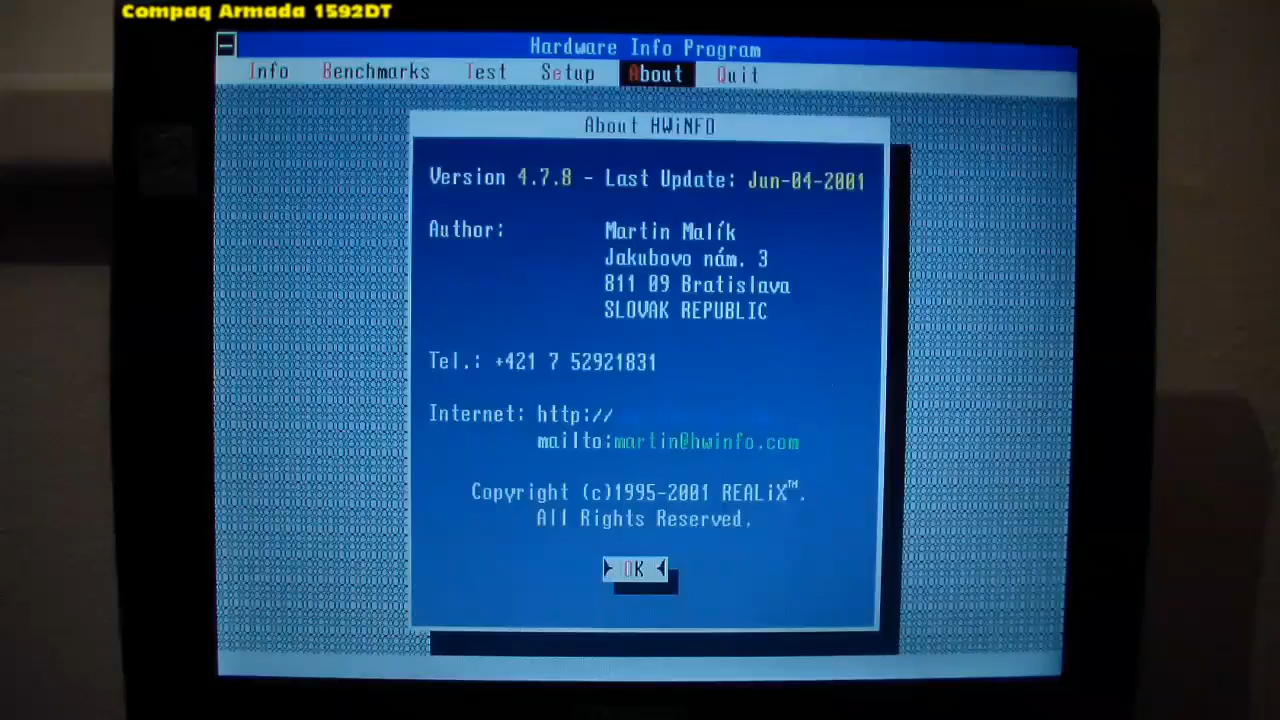 Compaq Armada 1592DT
Hardware Info Program
Info Benchmarks Test Setup About Quit
About HWiNFO
Version 4.7.8 - Last Update: Jun-04-2001
Author: Martin Malík
Jakubovo nám. 3
811 09 Bratislava
SLOVAK REPUBLIC
Tel.: +421 7 52921831
Internet: http://
mailto:martin@hwinfo.com
Copyright (c)1995-2001 REALiX™.
All Rights Reserved.
OK